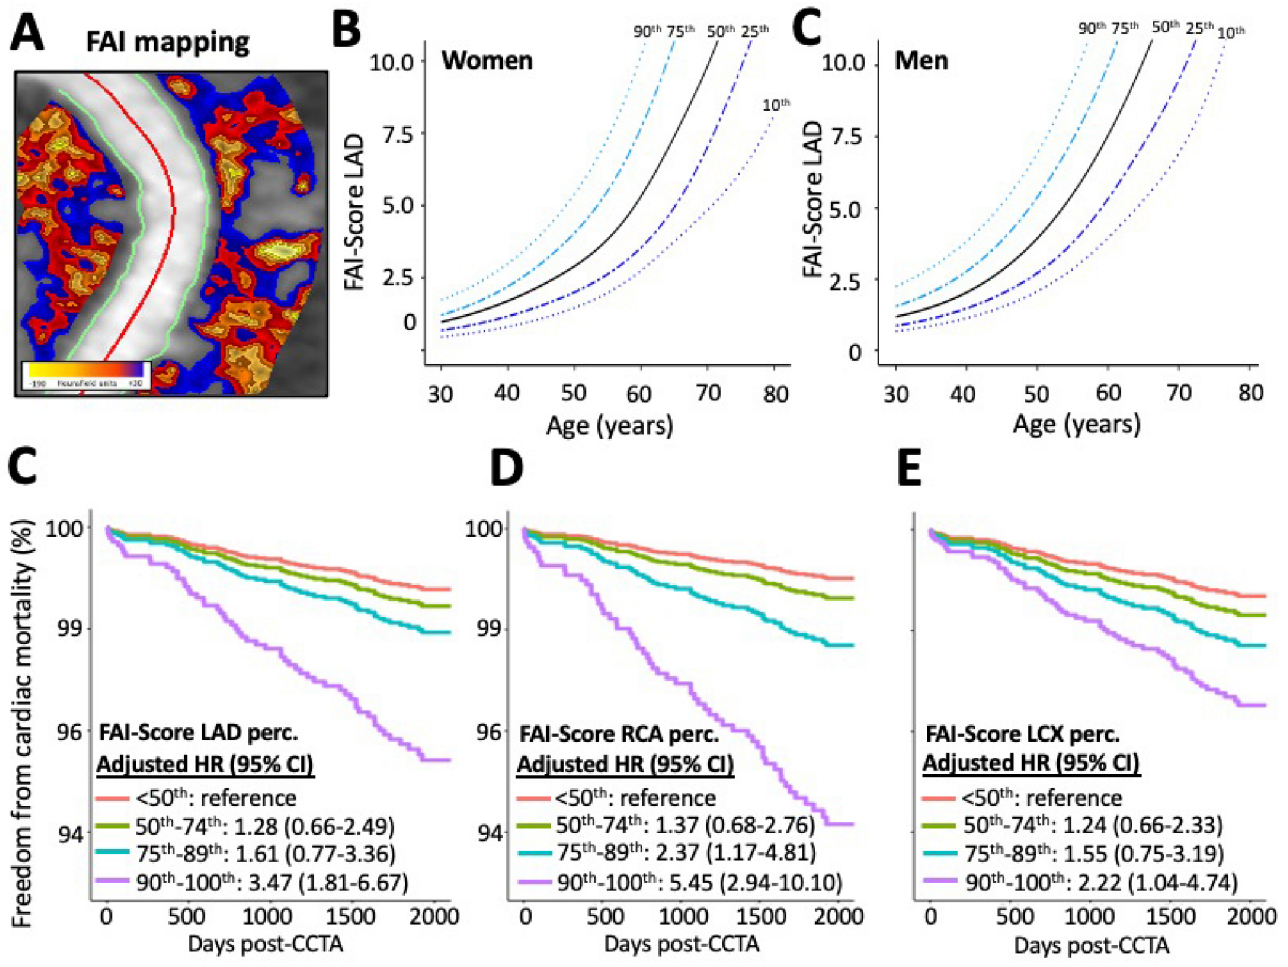 A
FAI mapping
-190 Hounsfield units +30
B
Women
90th 75th 50th 25th
10th
FAI-Score LAD
10.0
7.5
5.0
2.5
0
30 40 50 60 70 80
Age (years)
C
Men
90th 75th 50th 25th 10th
FAI-Score LAD
10.0
7.5
5.0
2.5
0
30 40 50 60 70 80
Age (years)
C
Freedom from cardiac mortality (%)
100
99
96
94
FAI-Score LAD perc.
Adjusted HR (95% CI)
<50th: reference
50th-74th: 1.28 (0.66-2.49)
75th-89th: 1.61 (0.77-3.36)
90th-100th: 3.47 (1.81-6.67)
0 500 1000 1500 2000
Days post-CCTA
D
100
99
96
94
FAI-Score RCA perc.
Adjusted HR (95% CI)
<50th: reference
50th-74th: 1.37 (0.68-2.76)
75th-89th: 2.37 (1.17-4.81)
90th-100th: 5.45 (2.94-10.10)
0 500 1000 1500 2000
Days post-CCTA
E
FAI-Score LCX perc.
Adjusted HR (95% CI)
<50th: reference
50th-74th: 1.24 (0.66-2.33)
75th-89th: 1.55 (0.75-3.19)
90th-100th: 2.22 (1.04-4.74)
0 500 1000 1500 2000
Days post-CCTA